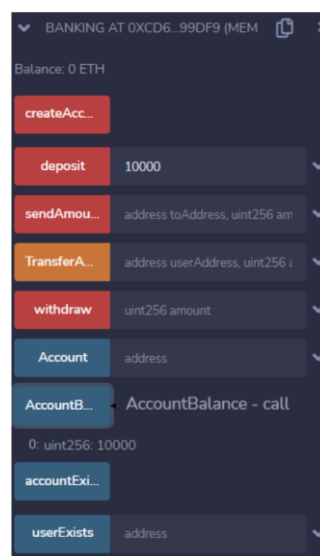 BANKING AT 0XCD6...99DF9 (MEM
Balance: 0 ETH
createAcc...
deposit 10000
sendAmou... address toAddress, uint256 am
TransferA... address userAddress, uint256 a
withdraw uint256 amount
Account address
AccountB... AccountBalance - call
0: uint256: 10000
accountExi...
userExists address